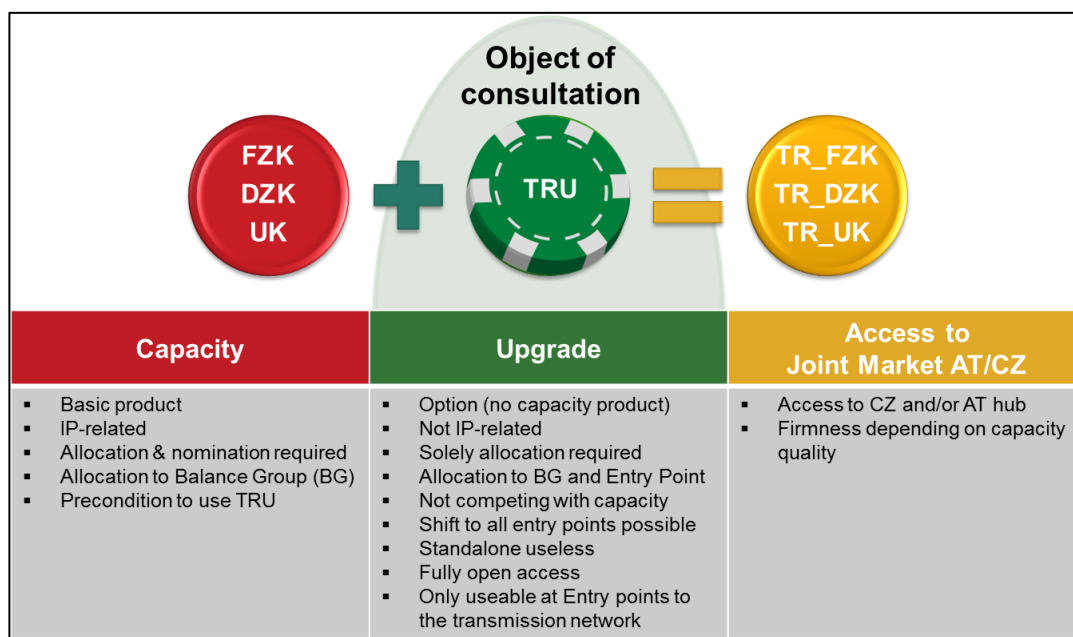 Object of
consultation
FZK
DZK
UK
TRU
TR_FZK
TR_DZK
TR_UK
Capacity
Upgrade
Access to
Joint Market AT/CZ
▪ Basic product
▪ IP-related
▪ Allocation & nomination required
▪ Allocation to Balance Group (BG)
▪ Precondition to use TRU
▪ Option (no capacity product)
▪ Not IP-related
▪ Solely allocation required
▪ Allocation to BG and Entry Point
▪ Not competing with capacity
▪ Shift to all entry points possible
▪ Standalone useless
▪ Fully open access
▪ Only useable at Entry points to
the transmission network
▪ Access to CZ and/or AT hub
▪ Firmness depending on capacity
quality